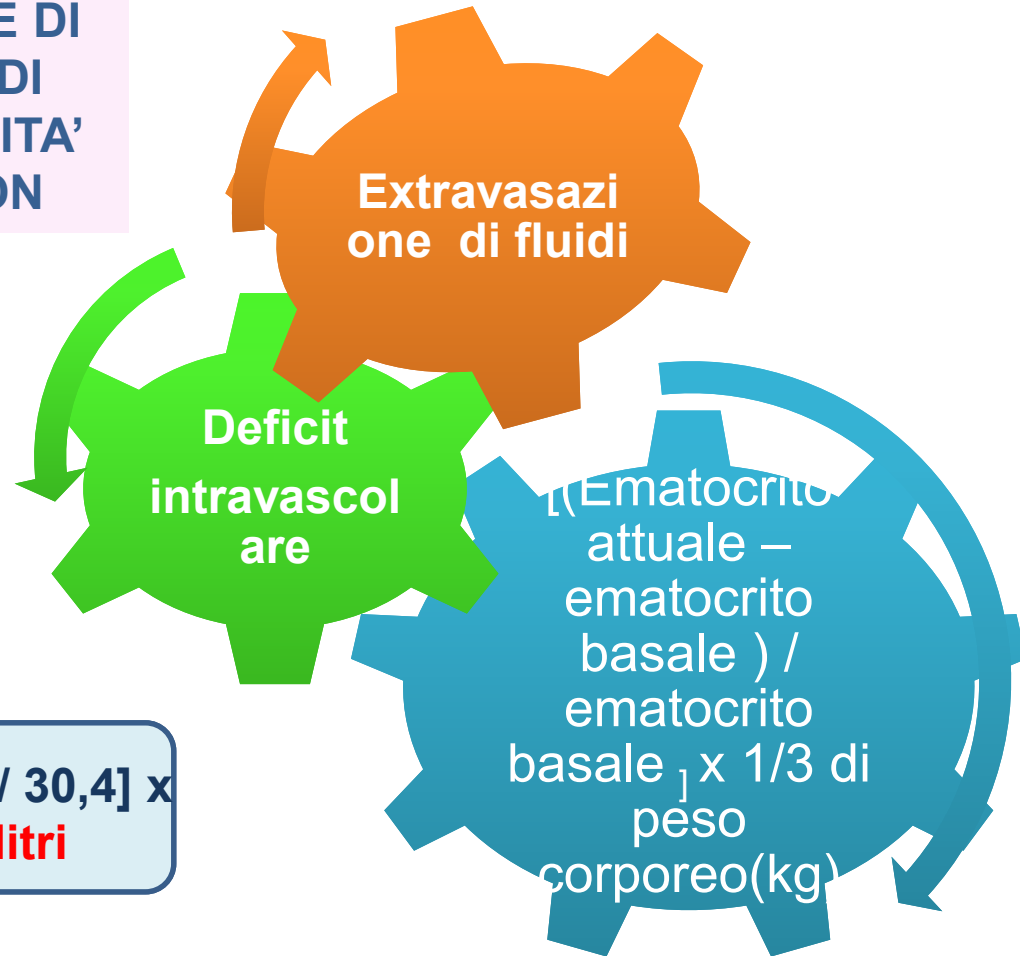 E DI
DI
ITA’
ON
Extravasazi
one di fluidi
Deficit
intravascol
are
[(Ematocrito
attuale –
ematocrito
basale ) /
ematocrito
basale ] x 1/3 di
peso
corporeo(kg)
/ 30,4] x
litri